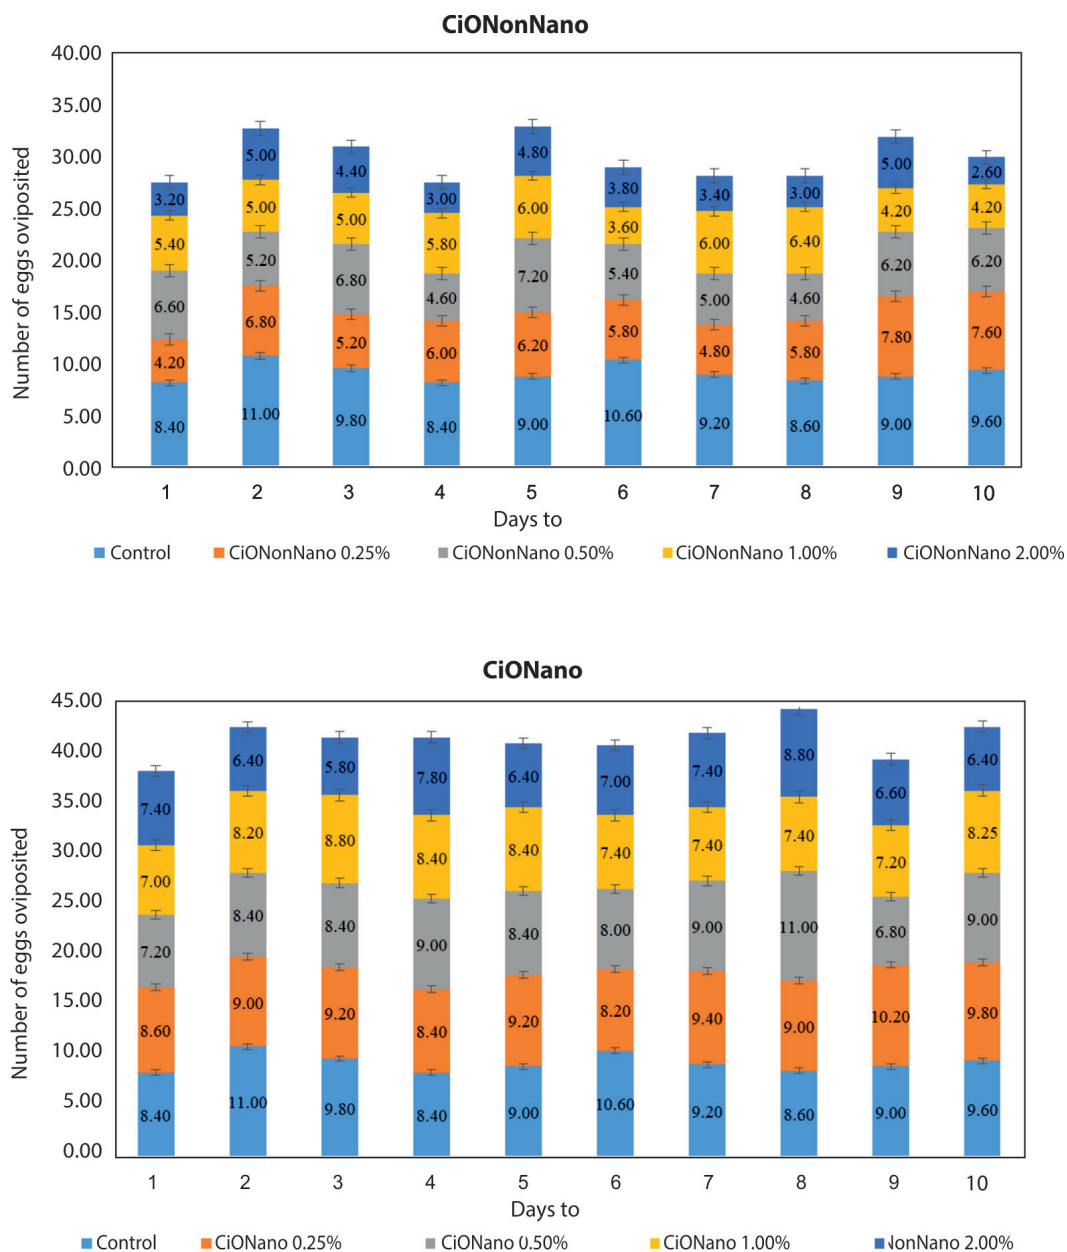 CiONonNano
40.00
35.00
30.00
25.00
20.00
15.00
10.00
5.00
0.00
Number of eggs oviposited
3.20 5.00 4.40 3.00 4.80 3.80 3.40 3.00 5.00 2.60
5.40 5.00 5.00 5.80 6.00 3.60 6.00 6.40 4.20 4.20
6.60 5.20 6.80 4.60 7.20 5.40 5.00 4.60 6.20 6.20
4.20 6.80 5.20 6.00 6.20 5.80 4.80 5.80 7.80 7.60
8.40 11.00 9.80 8.40 9.00 10.60 9.20 8.60 9.00 9.60
1 2 3 4 5 6 7 8 9 10
Days to
Control CiONonNano 0.25% CiONonNano 0.50% CiONonNano 1.00% CiONonNano 2.00%
CiONano
45.00
40.00
35.00
30.00
25.00
20.00
15.00
10.00
5.00
0.00
Number of eggs oviposited
7.40 6.40 5.80 7.80 6.40 7.00 7.40 8.80 6.60 6.40
7.00 8.20 8.80 8.40 8.40 7.40 7.40 7.40 7.20 8.25
7.20 8.40 8.40 9.00 8.40 8.00 9.00 11.00 6.80 9.00
8.60 9.00 9.20 8.40 9.20 8.20 9.40 9.00 10.20 9.80
8.40 11.00 9.80 8.40 9.00 10.60 9.20 8.60 9.00 9.60
1 2 3 4 5 6 7 8 9 10
Days to
Control CiONano 0.25% CiONano 0.50% CiONano 1.00% NonNano 2.00%